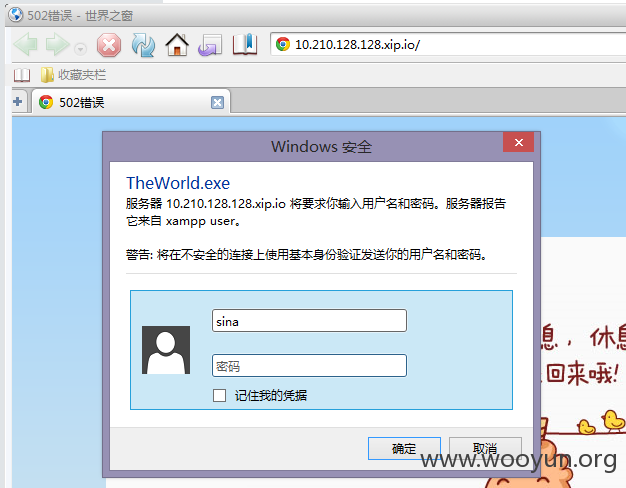 502错误 - 世界之窗
10.210.128.128.xip.io/
收藏夹栏
502错误
Windows 安全
TheWorld.exe
服务器 10.210.128.128.xip.io 将要求你输入用户名和密码。服务器报告
它来自 xampp user。
警告: 将在不安全的连接上使用基本身份验证发送你的用户名和密码。
sina
密码
记住我的凭据
确定
取消
息，休息
回来哦!
www.wooyun.org